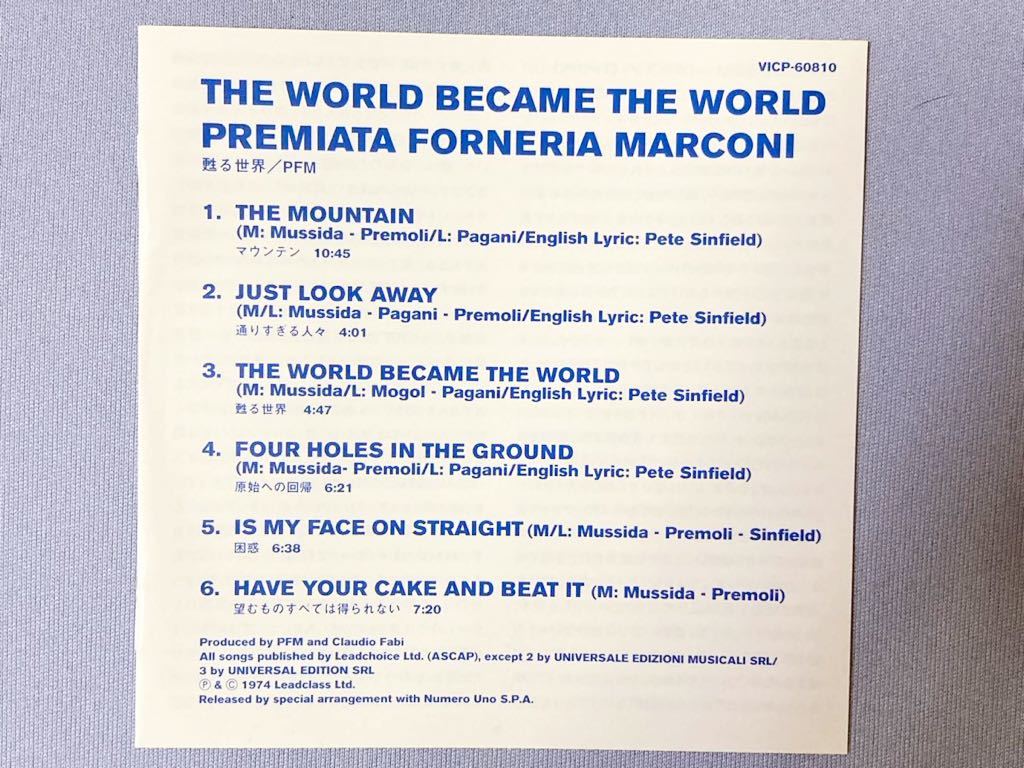 VICP-60810
THE WORLD BECAME THE WORLD
PREMIATA FORNERIA MARCONI
甦る世界／PFM
1. THE MOUNTAIN
(M: Mussida - Premoli/L: Pagani/English Lyric: Pete Sinfield)
マウンテン 10:45
2. JUST LOOK AWAY
(M/L: Mussida - Pagani - Premoli/English Lyric: Pete Sinfield)
通りすぎる人々 4:01
3. THE WORLD BECAME THE WORLD
(M: Mussida/L: Mogol - Pagani/English Lyric: Pete Sinfield)
甦る世界 4:47
4. FOUR HOLES IN THE GROUND
(M: Mussida- Premoli/L: Pagani/English Lyric: Pete Sinfield)
原始への回帰 6:21
5. IS MY FACE ON STRAIGHT (M/L: Mussida - Premoli - Sinfield)
困惑 6:38
6. HAVE YOUR CAKE AND BEAT IT (M: Mussida - Premoli)
望むものすべては得られない 7:20
Produced by PFM and Claudio Fabi
All songs published by Leadchoice Ltd. (ASCAP), except 2 by UNIVERSALE EDIZIONI MUSICALI SRL/
3 by UNIVERSAL EDITION SRL
Ⓟ & Ⓒ 1974 Leadclass Ltd.
Released by special arrangement with Numero Uno S.P.A.